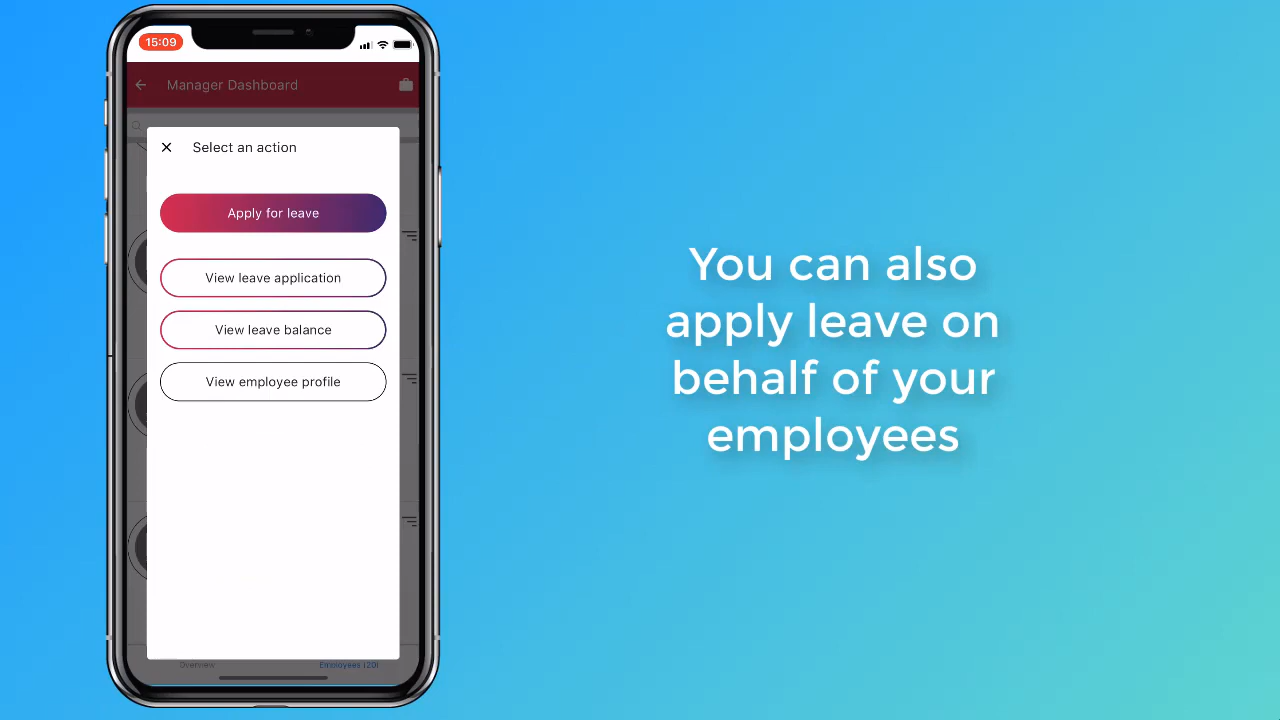 15:09
Manager Dashboard
Select an action
Apply for leave
View leave application
View leave balance
View employee profile
Overview
Employees (20)
You can also
apply leave on
behalf of your
employees